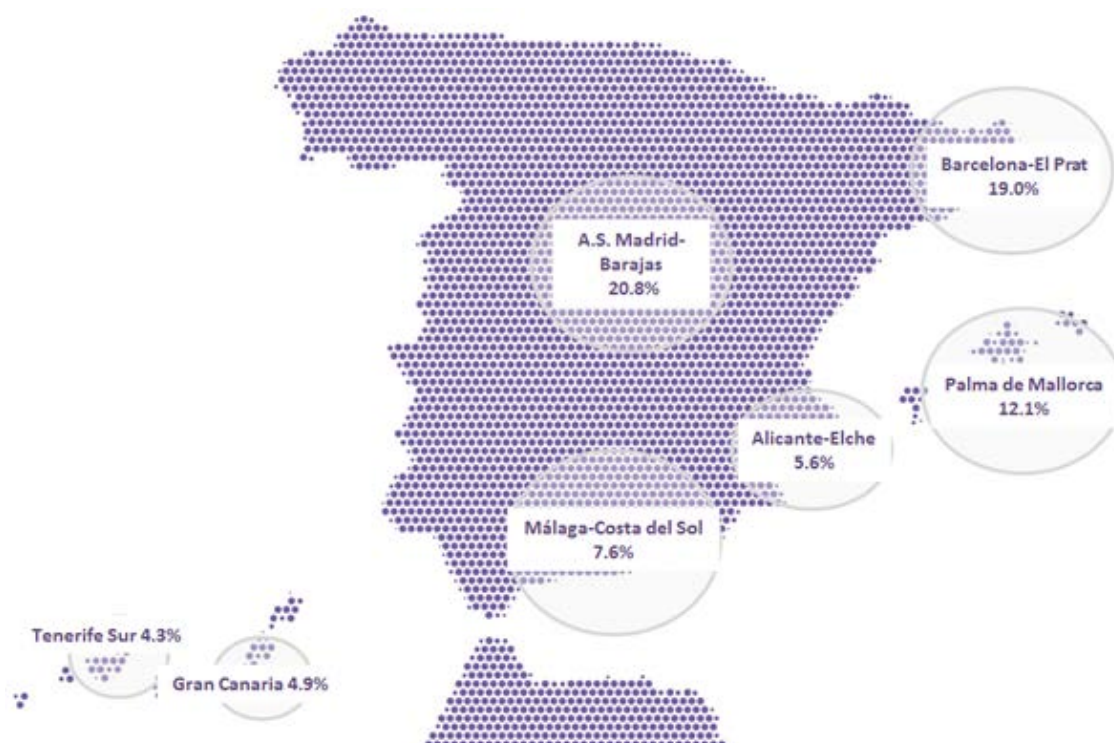 Barcelona-El Prat
19.0%
A.S. Madrid-
Barajas
20.8%
Palma de Mallorca
12.1%
Alicante-Elche
5.6%
Málaga-Costa del Sol
7.6%
Tenerife Sur 4.3%
Gran Canaria 4.9%